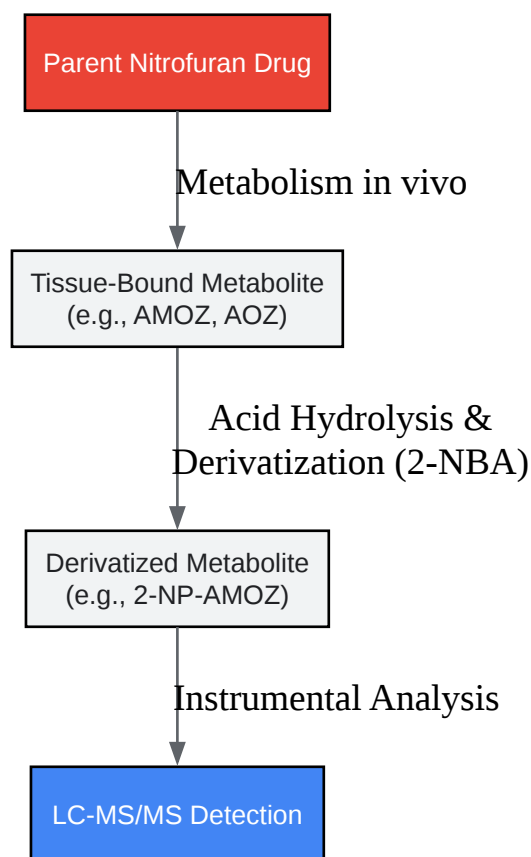 Parent Nitrofuran Drug
Metabolism in vivo
Tissue-Bound Metabolite
(e.g., AMOZ, AOZ)
Acid Hydrolysis &
Derivatization (2-NBA)
Derivatized Metabolite
(e.g., 2-NP-AMOZ)
Instrumental Analysis
LC-MS/MS Detection